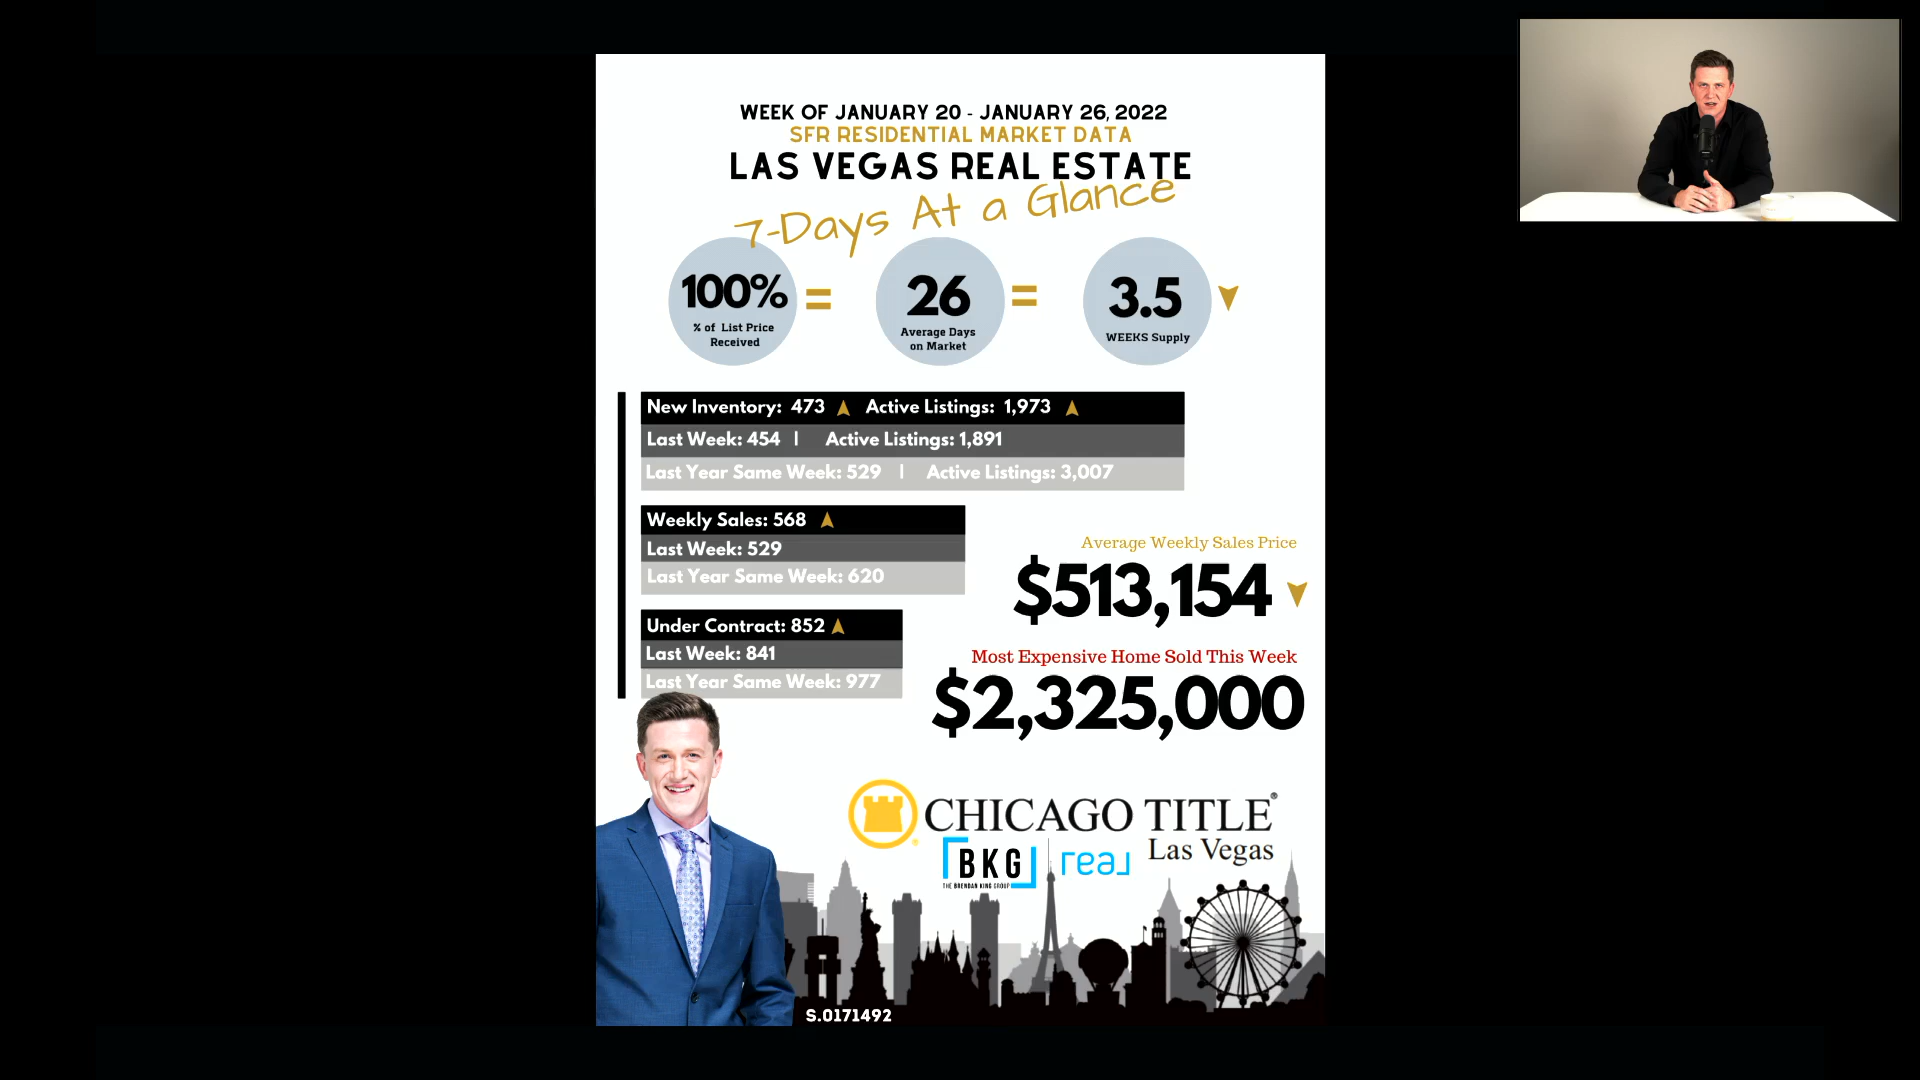 WEEK OF JANUARY 20 - JANUARY 26, 2022
SFR RESIDENTIAL MARKET DATA
LAS VEGAS REAL ESTATE
7-Days At a Glance
100% =
% of List Price
Received
26 =
Average Days
on Market
3.5
WEEKS Supply
New Inventory: 473 Active Listings: 1,973
Last Week: 454 | Active Listings: 1,891
Last Year Same Week: 529 | Active Listings: 3,007
Weekly Sales: 568
Last Week: 529
Last Year Same Week: 620
Under Contract: 852
Last Week: 841
Last Year Same Week: 977
Average Weekly Sales Price
$513,154
Most Expensive Home Sold This Week
$2,325,000
CHICAGO TITLE®
Las Vegas
BKG
THE BRENDAN KING GROUP
real
S.0171492